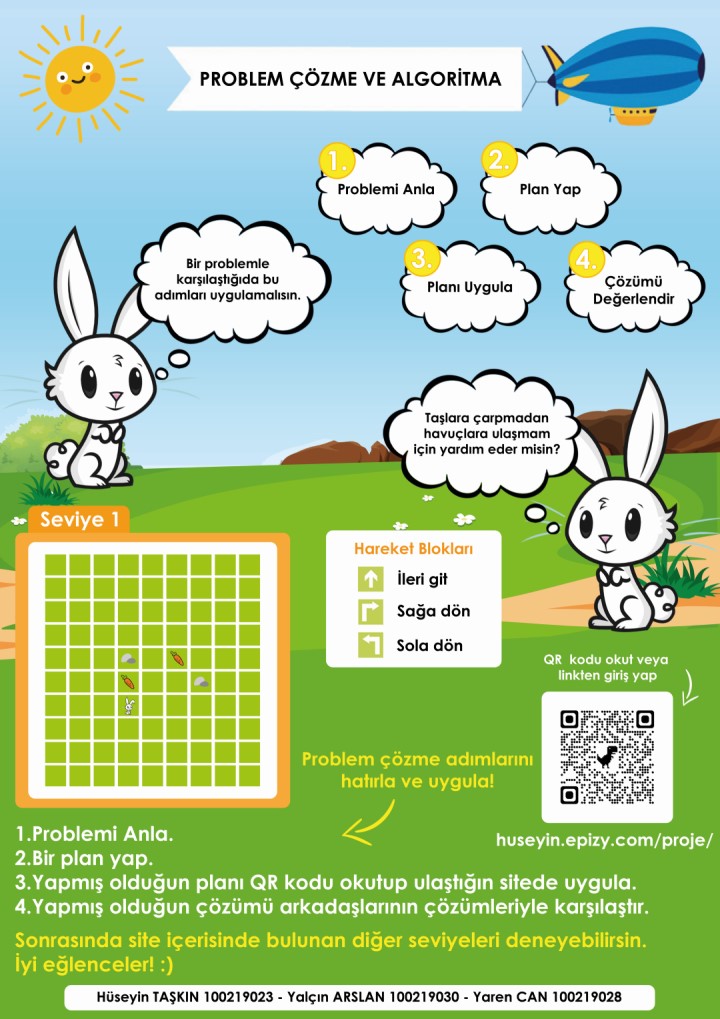 PROBLEM ÇÖZME VE ALGORİTMA
1.
Problemi Anla
2.
Plan Yap
3.
Planı Uygula
4.
Çözümü
Değerlendir
Bir problemle
karşılaştığıda bu
adımları uygulamalısın.
Taşlara çarpmadan
havuçlara ulaşmam
için yardım eder misin?
Seviye 1
Hareket Blokları
İleri git
Sağa dön
Sola dön
QR kodu okut veya
linkten giriş yap
huseyin.epizy.com/proje/
Problem çözme adımlarını
hatırla ve uygula!
1.Problemi Anla.
2.Bir plan yap.
3.Yapmış olduğun planı QR kodu okutup ulaştığın sitede uygula.
4.Yapmış olduğun çözümü arkadaşlarının çözümleriyle karşılaştır.
Sonrasında site içerisinde bulunan diğer seviyeleri deneyebilirsin.
İyi eğlenceler! :)
Hüseyin TAŞKIN 100219023 - Yalçın ARSLAN 100219030 - Yaren CAN 100219028